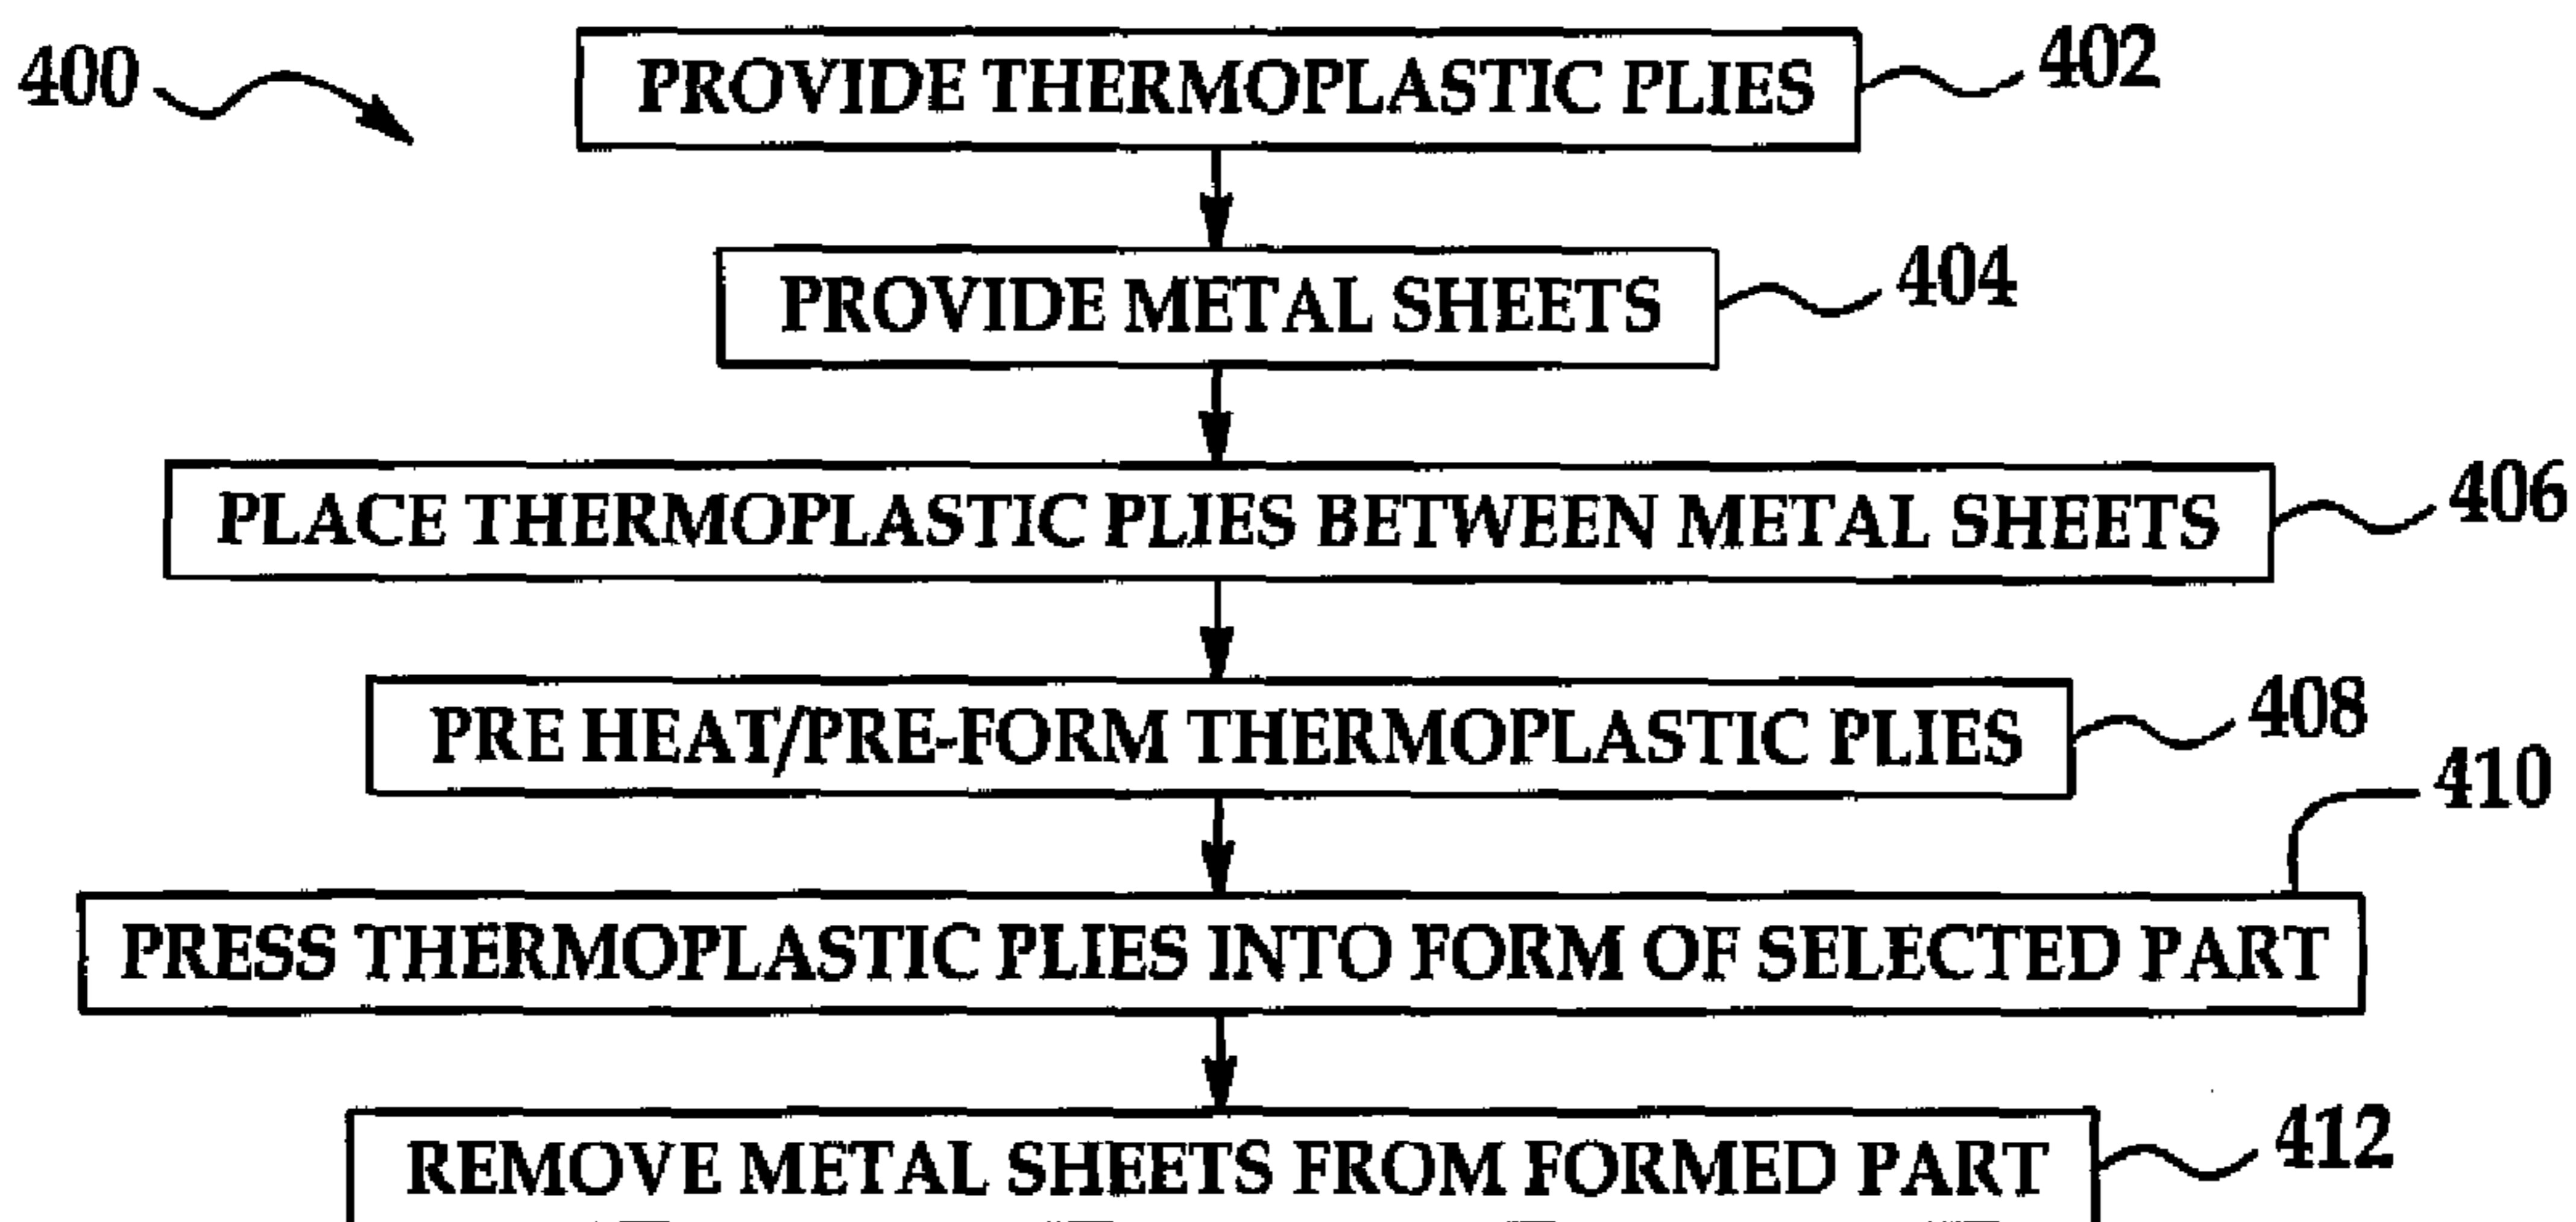 400
PROVIDE THERMOPLASTIC PLIES
402
PROVIDE METAL SHEETS
404
PLACE THERMOPLASTIC PLIES BETWEEN METAL SHEETS
406
PRE HEAT/PRE-FORM THERMOPLASTIC PLIES
408
410
PRESS THERMOPLASTIC PLIES INTO FORM OF SELECTED PART
REMOVE METAL SHEETS FROM FORMED PART
412